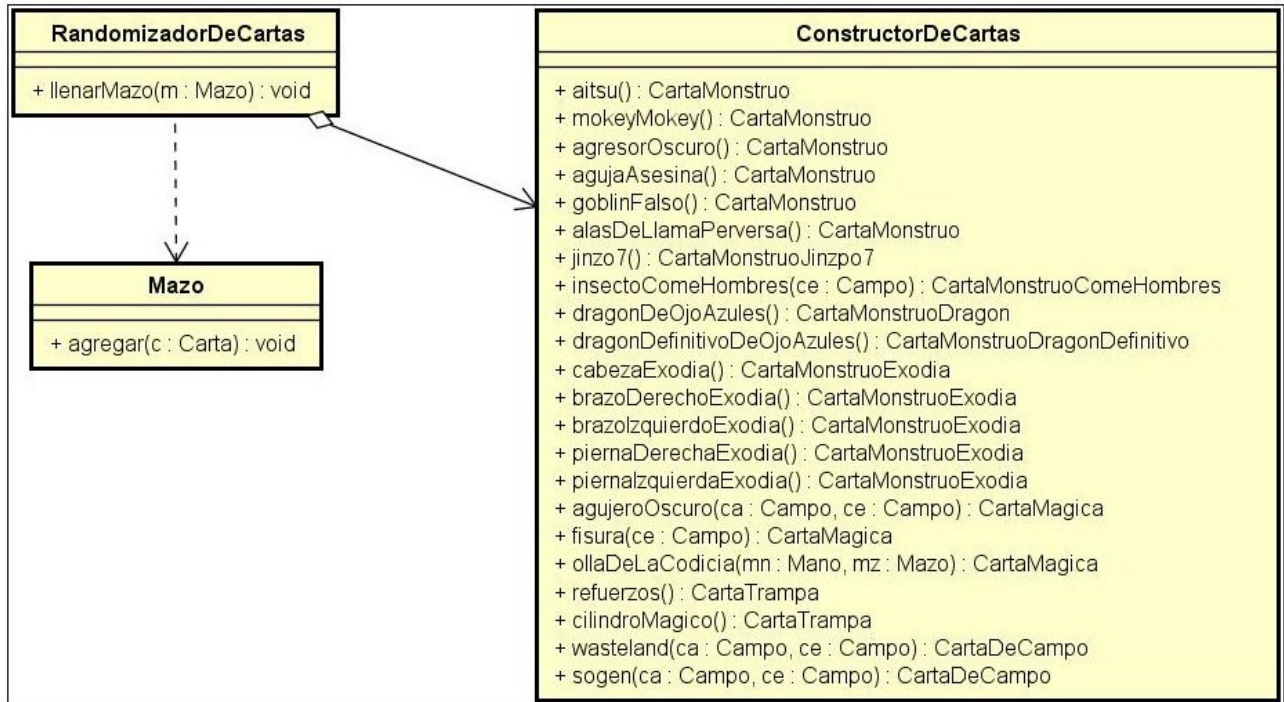 RandomizadorDeCartas
+ llenarMazo(m : Mazo) : void
Mazo
+ agregar(c : Carta) : void
ConstructorDeCartas
+ aitsu() : CartaMonstruo
+ mokeyMokey() : CartaMonstruo
+ agresorOscuro() : CartaMonstruo
+ agujaAsesina() : CartaMonstruo
+ goblinFalso() : CartaMonstruo
+ alasDeLlamaPerversa() : CartaMonstruo
+ jinzo7() : CartaMonstruoJinzpo7
+ insectoComeHombres(ce : Campo) : CartaMonstruoComeHombres
+ dragonDeOjoAzules() : CartaMonstruoDragon
+ dragonDefinitivoDeOjoAzules() : CartaMonstruoDragonDefinitivo
+ cabezaExodia() : CartaMonstruoExodia
+ brazoDerechoExodia() : CartaMonstruoExodia
+ brazoIzquierdoExodia() : CartaMonstruoExodia
+ piernaDerechaExodia() : CartaMonstruoExodia
+ piernaIzquierdaExodia() : CartaMonstruoExodia
+ agujeroOscuro(ca : Campo, ce : Campo) : CartaMagica
+ fisura(ce : Campo) : CartaMagica
+ ollaDeLaCodicia(mn : Mano, mz : Mazo) : CartaMagica
+ refuerzos() : CartaTrampa
+ cilindroMagico() : CartaTrampa
+ wasteland(ca : Campo, ce : Campo) : CartaDeCampo
+ sogen(ca : Campo, ce : Campo) : CartaDeCampo